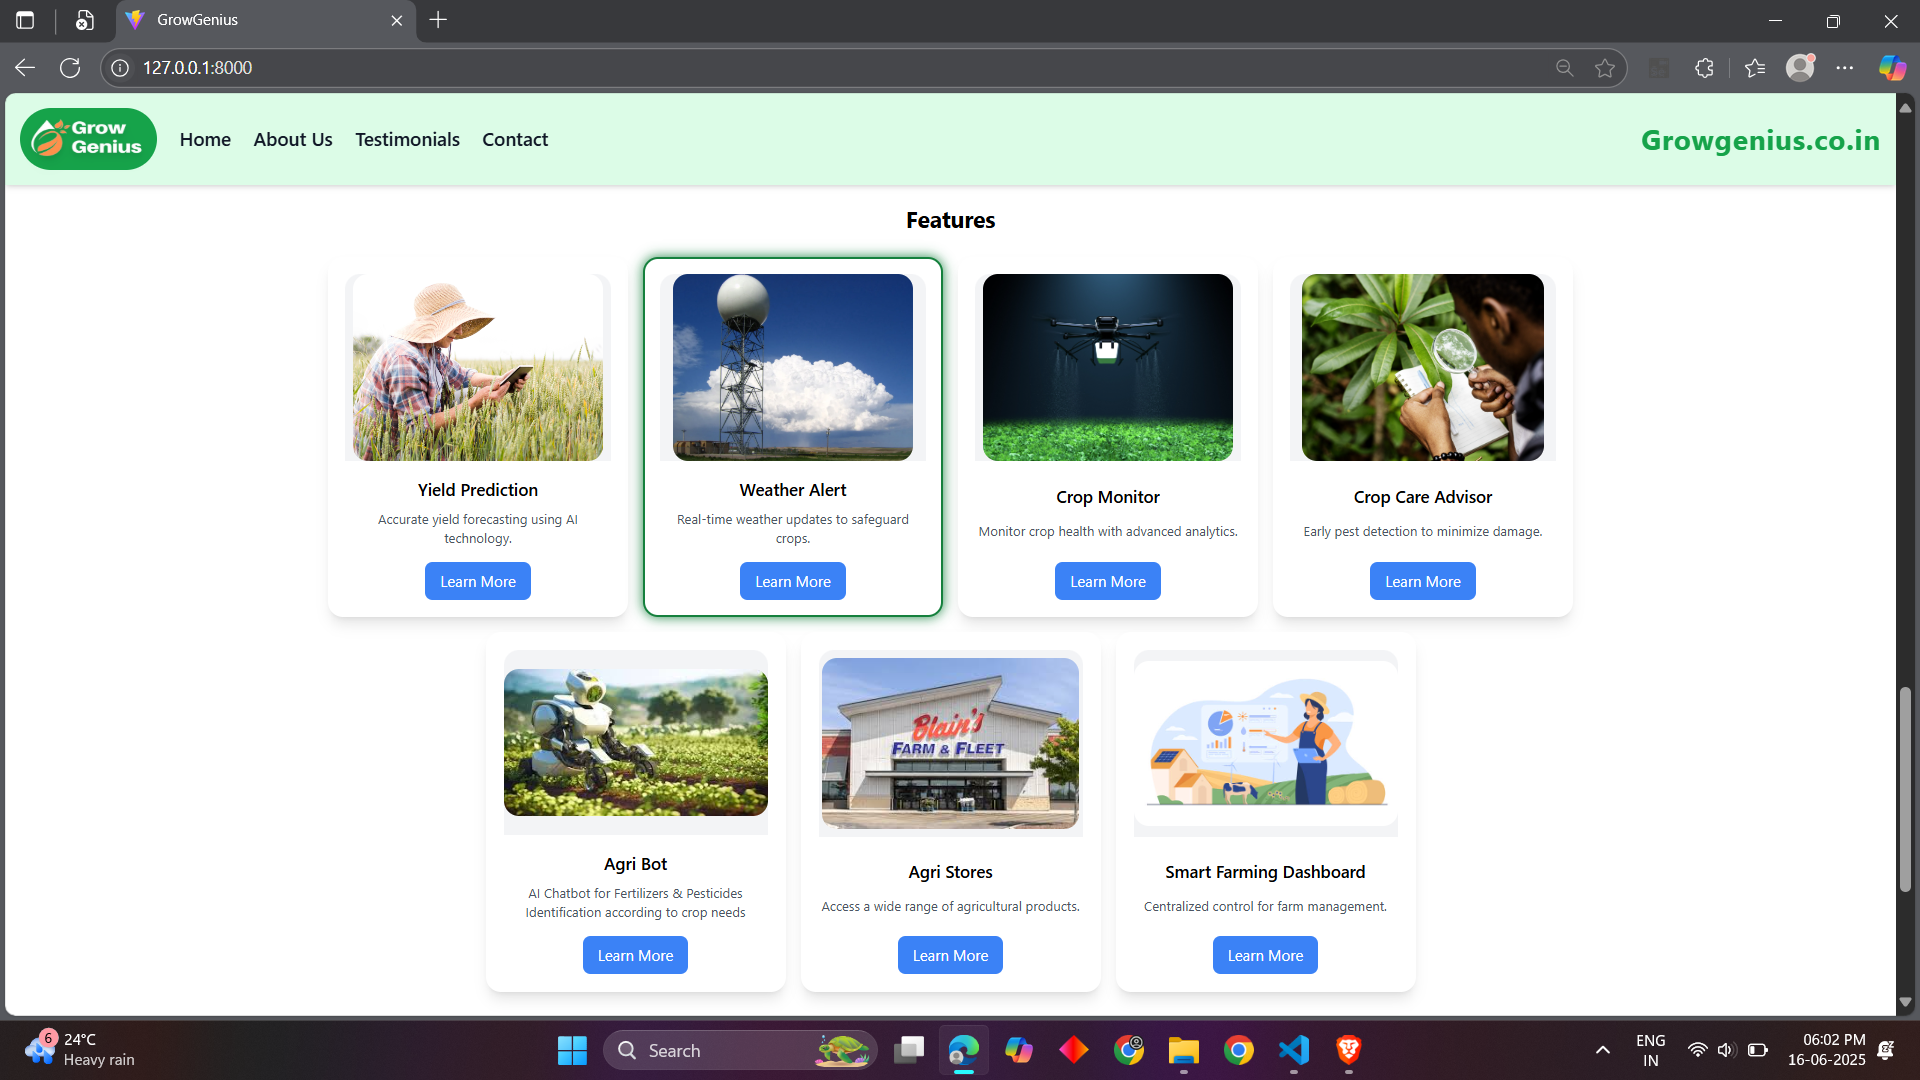 GrowGenius
127.0.0.1:8000
Grow
Genius
Home About Us Testimonials Contact
Growgenius.co.in
Features
Yield Prediction
Accurate yield forecasting using AI
technology.
Learn More
Weather Alert
Real-time weather updates to safeguard
crops.
Learn More
Crop Monitor
Monitor crop health with advanced analytics.
Learn More
Crop Care Advisor
Early pest detection to minimize damage.
Learn More
Blain's
FARM & FLEET
Agri Bot
AI Chatbot for Fertilizers & Pesticides
Identification according to crop needs
Learn More
Agri Stores
Access a wide range of agricultural products.
Learn More
Smart Farming Dashboard
Centralized control for farm management.
Learn More
6
24°C
Heavy rain
Search
ENG
IN
06:02 PM
16-06-2025